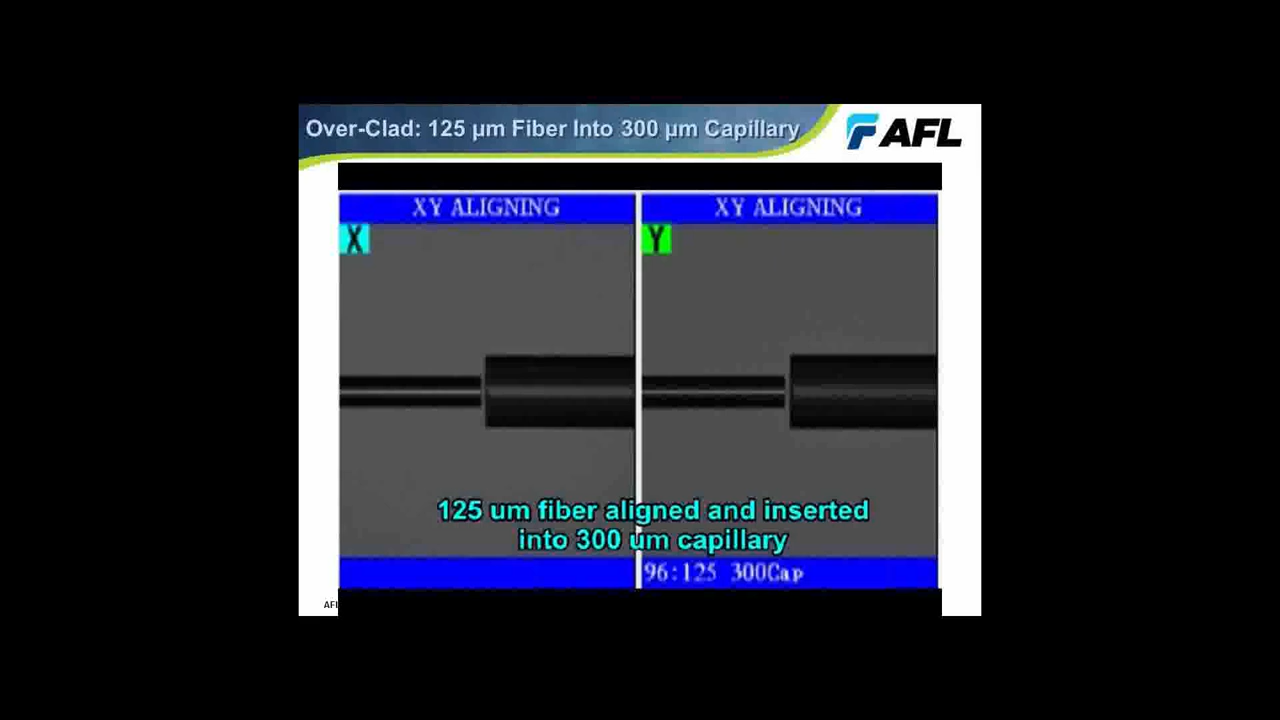 Over-Clad: 125 µm Fiber Into 300 µm Capillary
AFL
XY ALIGNING
X
XY ALIGNING
Y
125 um fiber aligned and inserted
into 300 um capillary
96:125 300Cap